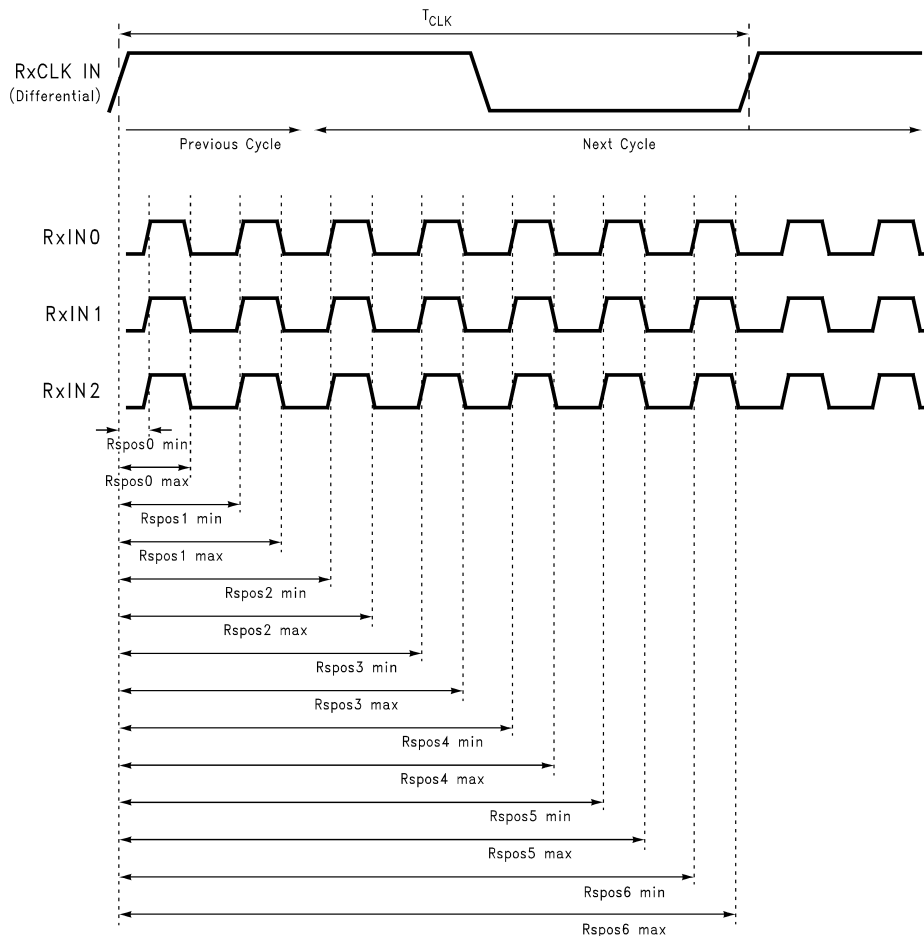 T_CLK
RxCLK IN
(Differential)
Previous Cycle
Next Cycle
RxIN0
RxIN1
RxIN2
Rspos0 min
Rspos0 max
Rspos1 min
Rspos1 max
Rspos2 min
Rspos2 max
Rspos3 min
Rspos3 max
Rspos4 min
Rspos4 max
Rspos5 min
Rspos5 max
Rspos6 min
Rspos6 max